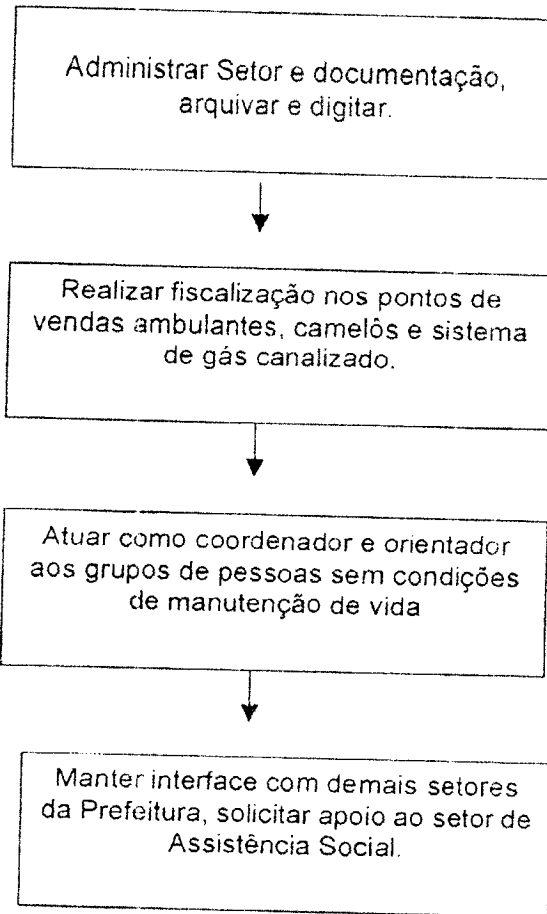 Administrar Setor e documentação,
arquivar e digitar.
Realizar fiscalização nos pontos de
vendas ambulantes, camelôs e sistema
de gás canalizado.
Atuar como coordenador e orientador
aos grupos de pessoas sem condições
de manutenção de vida
Manter interface com demais setores
da Prefeitura, solicitar apoio ao setor de
Assistência Social.